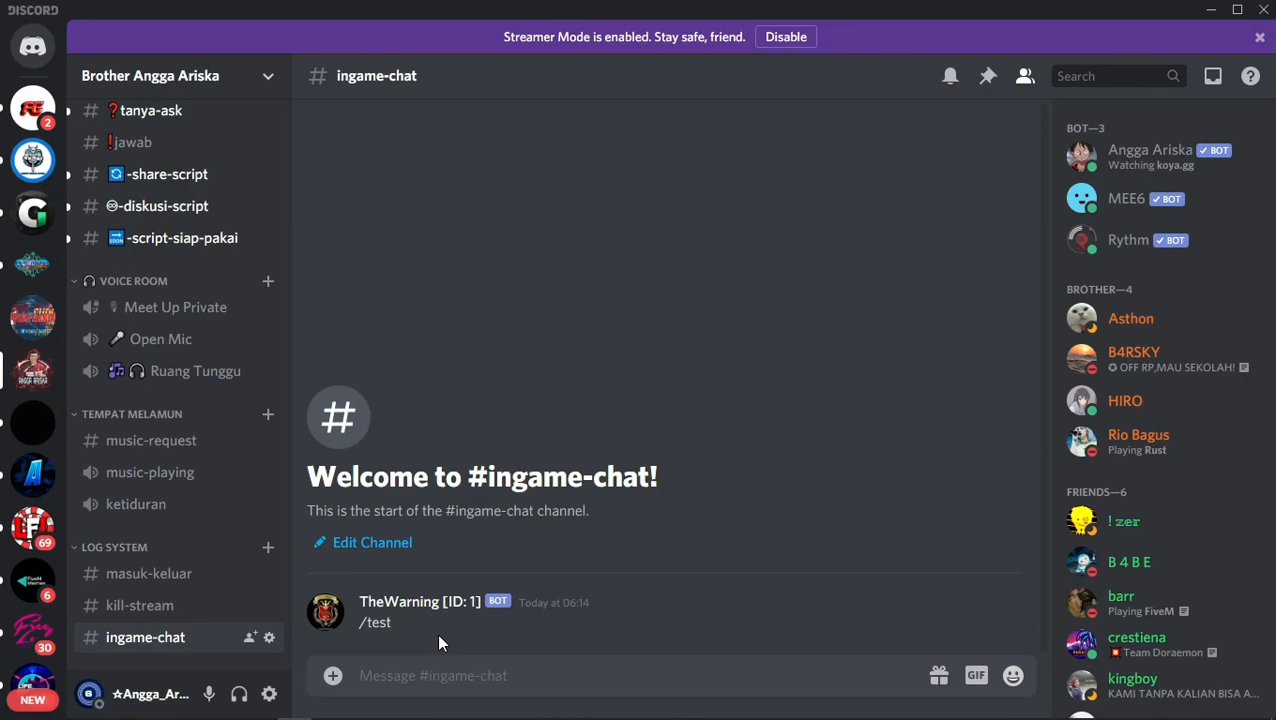 DISCORD
Streamer Mode is enabled. Stay safe, friend.
Disable
Brother Angga Ariska
# ingame-chat
Search
# ❓tanya-ask
# ❗jawab
# 🔄-share-script
# ♾-diskusi-script
# 🔜-script-siap-pakai
🎧 VOICE ROOM
🎙 Meet Up Private
🎤 Open Mic
🎵🎧 Ruang Tunggu
TEMPAT MELAMUN
# music-request
music-playing
ketiduran
LOG SYSTEM
# masuk-keluar
# kill-stream
# ingame-chat
☆Angga_Ar...
2
69
6
30
NEW
Welcome to #ingame-chat!
This is the start of the #ingame-chat channel.
Edit Channel
TheWarning [ID: 1] BOT Today at 06:14
/test
Message #ingame-chat
GIF
BOT—3
Angga Ariska ✓ BOT
Watching koya.gg
MEE6 ✓ BOT
Rythm ✓ BOT
BROTHER—4
Asthon
B4RSKY
✪ OFF RP,MAU SEKOLAH!
HIRO
Rio Bagus
Playing Rust
FRIENDS—6
! zer
B 4 B E
barr
Playing FiveM
crestiena
💥 Team Doraemon
kingboy
KAMI TANPA KALIAN BISA A...